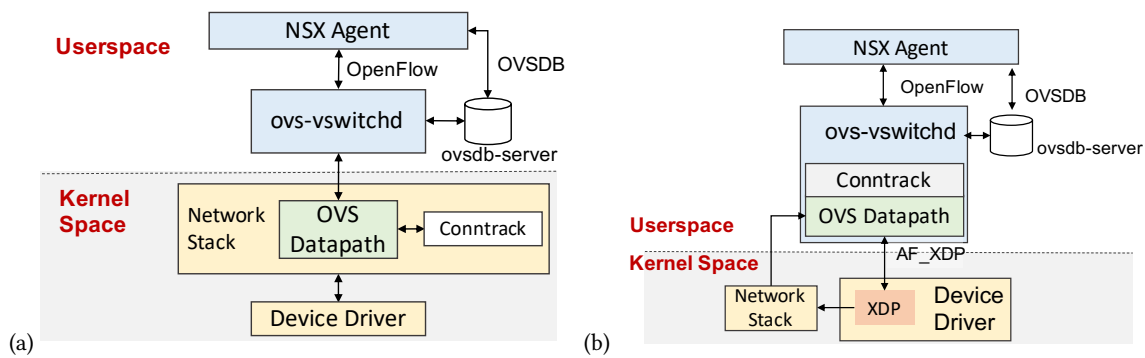 NSX Agent
Userspace
OpenFlow
OVSDB
ovs-vswitchd
ovsdb-server
Kernel
Space
Network
Stack
OVS
Datapath
Conntrack
Device Driver
(a)
NSX Agent
OpenFlow
OVSDB
ovs-vswitchd
ovsdb-server
Conntrack
OVS Datapath
Userspace
AF_XDP
Kernel Space
Network
Stack
XDP
Device
Driver
(b)